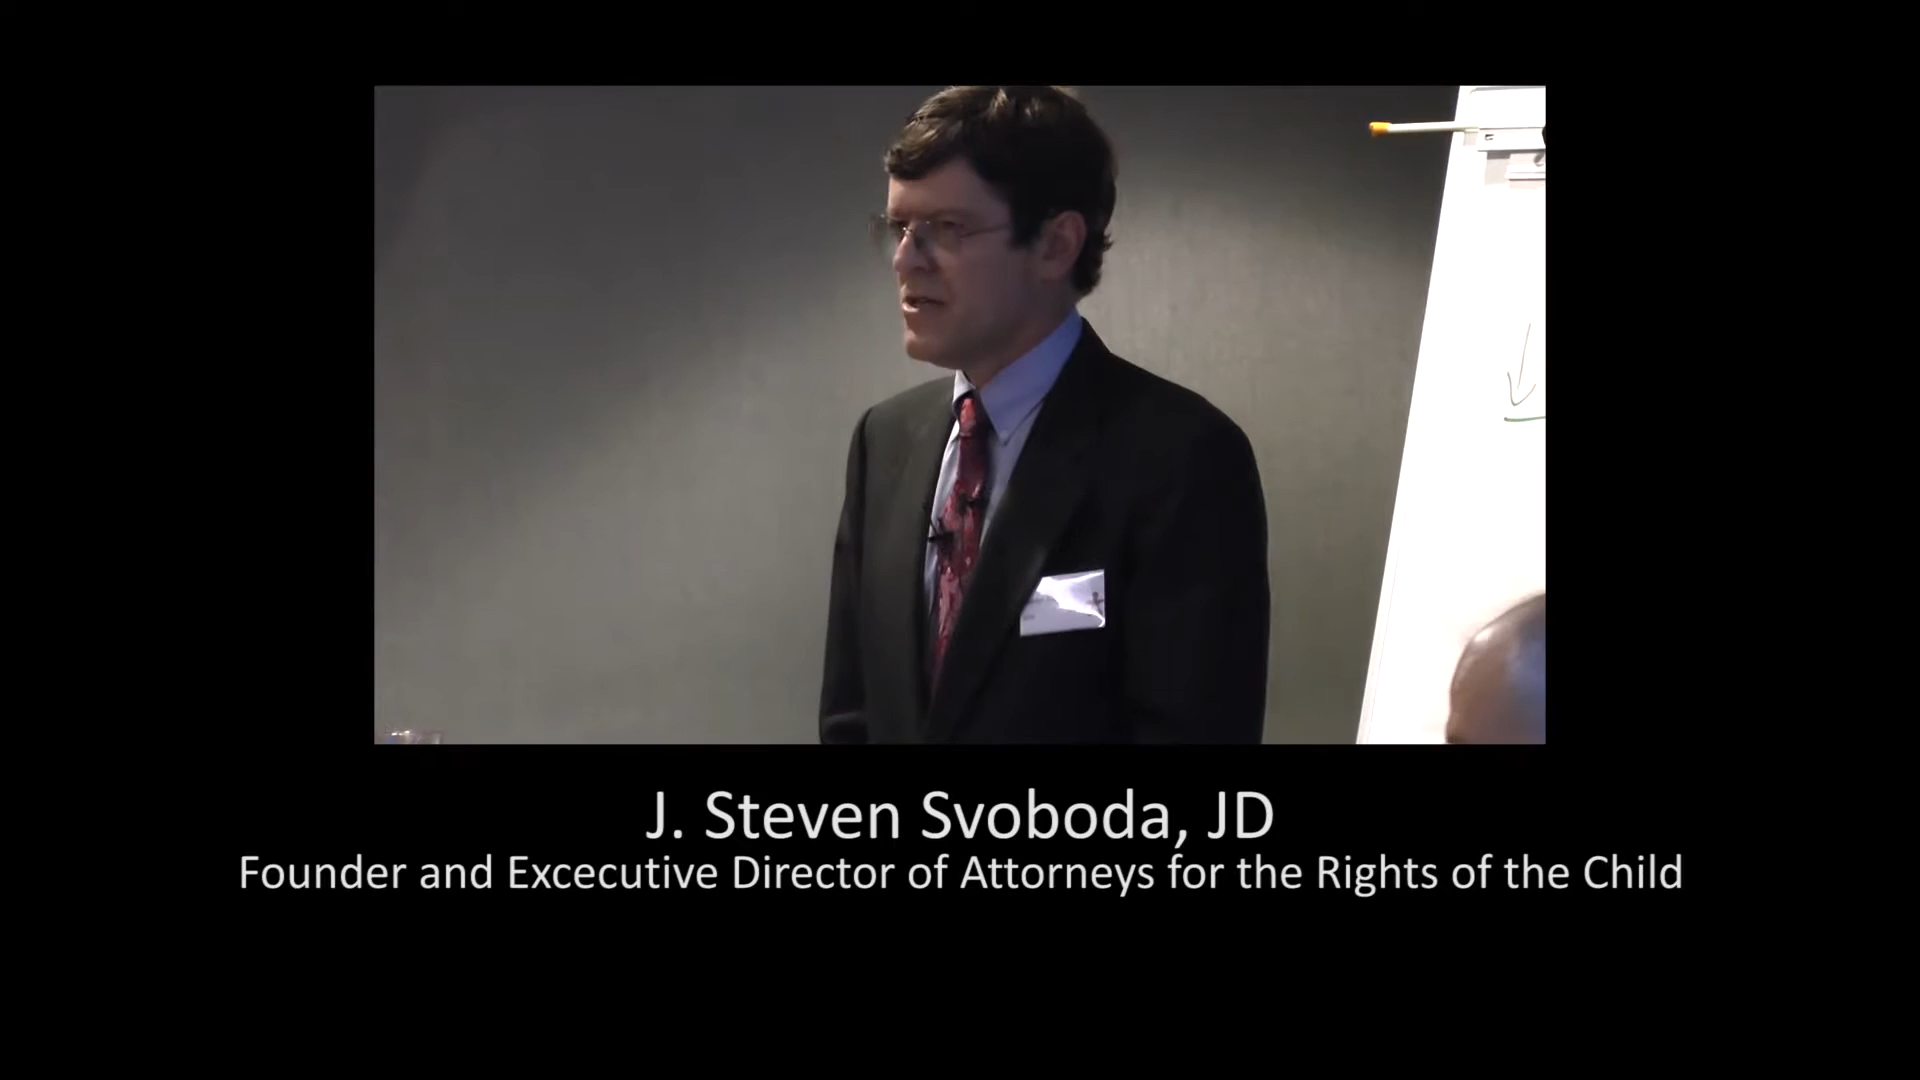 J. Steven Svoboda, JD
Founder and Excecutive Director of Attorneys for the Rights of the Child